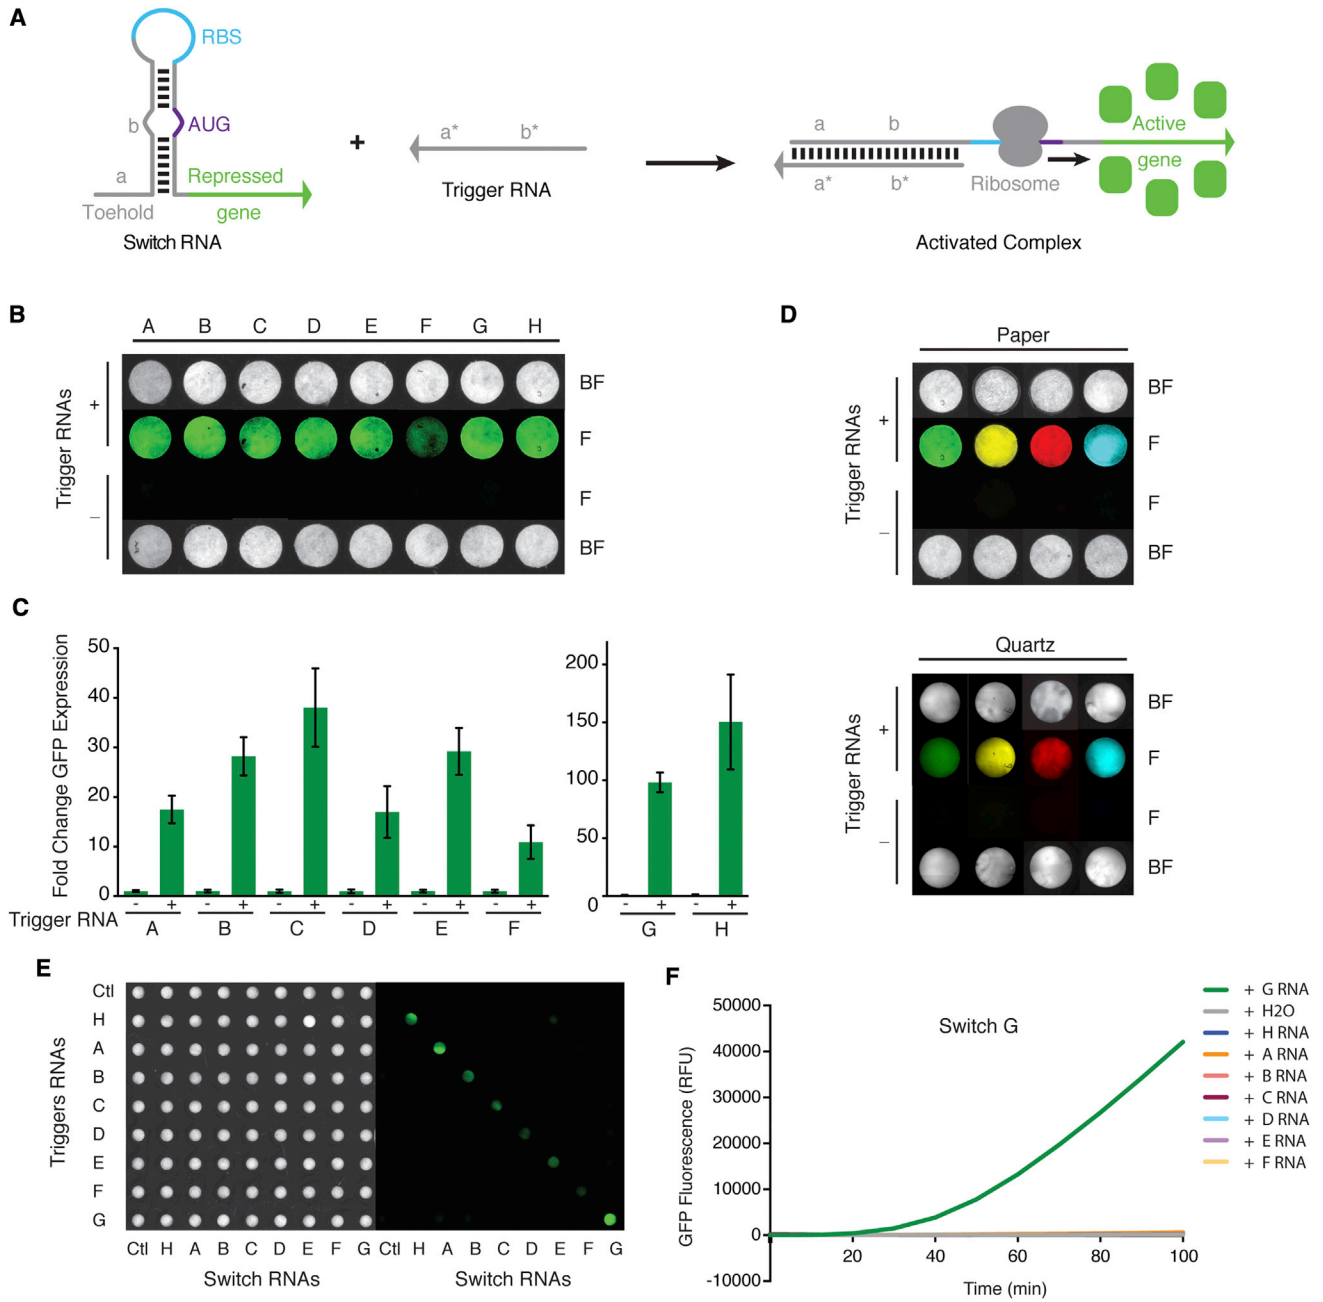 A
RBS
b
AUG
a
Repressed
Toehold
gene
Switch RNA
+
a* b*
Trigger RNA
a b
a* b*
Ribosome
Active
gene
Activated Complex
B
A B C D E F G H
Trigger RNAs
+
–
BF
F
F
BF
C
Fold Change GFP Expression
50
40
30
20
10
0
Trigger RNA
- + - + - + - + - + - +
A B C D E F
200
150
100
50
0
- + - +
G H
D
Paper
Trigger RNAs
+
–
BF
F
F
BF
Quartz
Trigger RNAs
+
–
BF
F
F
BF
E
Triggers RNAs
Ctl
H
A
B
C
D
E
F
G
Ctl H A B C D E F G
Switch RNAs
Ctl H A B C D E F G
Switch RNAs
F
Switch G
GFP Fluorescence (RFU)
50000
40000
30000
20000
10000
0
-10000
20 40 60 80 100
Time (min)
+ G RNA
+ H2O
+ H RNA
+ A RNA
+ B RNA
+ C RNA
+ D RNA
+ E RNA
+ F RNA